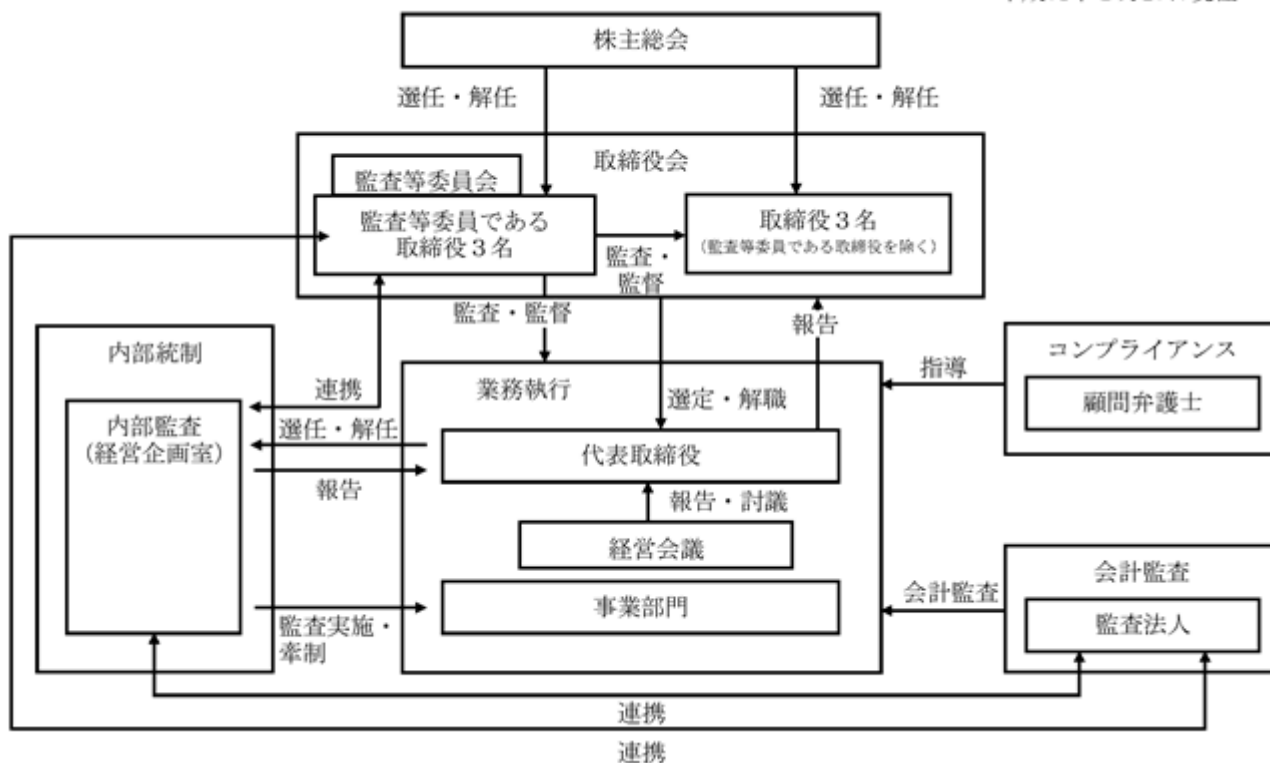 株主総会
選任・解任
選任・解任
取締役会
監査等委員会
監査等委員である
取締役３名
取締役３名
（監査等委員である取締役を除く）
監査・
監督
監査・監督
報告
内部統制
コンプライアンス
指導
顧問弁護士
連携
業務執行
選定・解職
内部監査
（経営企画室）
選任・解任
代表取締役
報告
報告・討議
経営会議
会計監査
会計監査
事業部門
監査法人
監査実施・
牽制
連携
連携